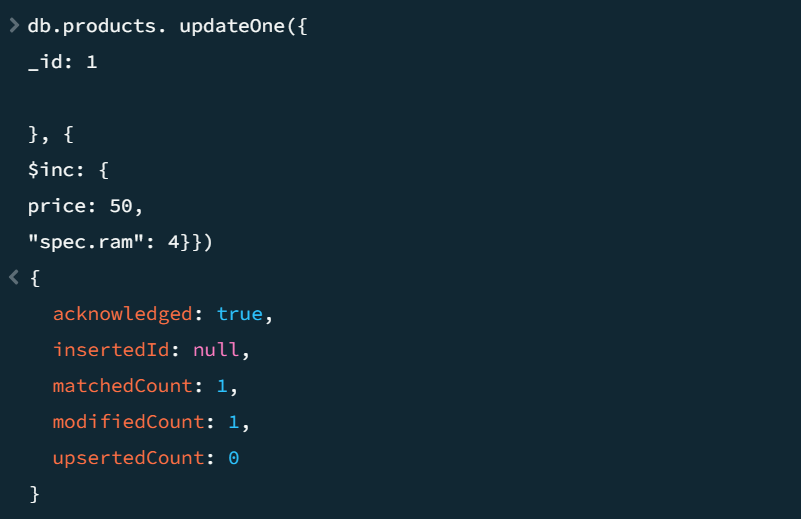 > db.products. updateOne({
_id: 1
}, {
$inc: {
price: 50,
"spec.ram": 4}})
< {
acknowledged: true,
insertedId: null,
matchedCount: 1,
modifiedCount: 1,
upsertedCount: 0
}